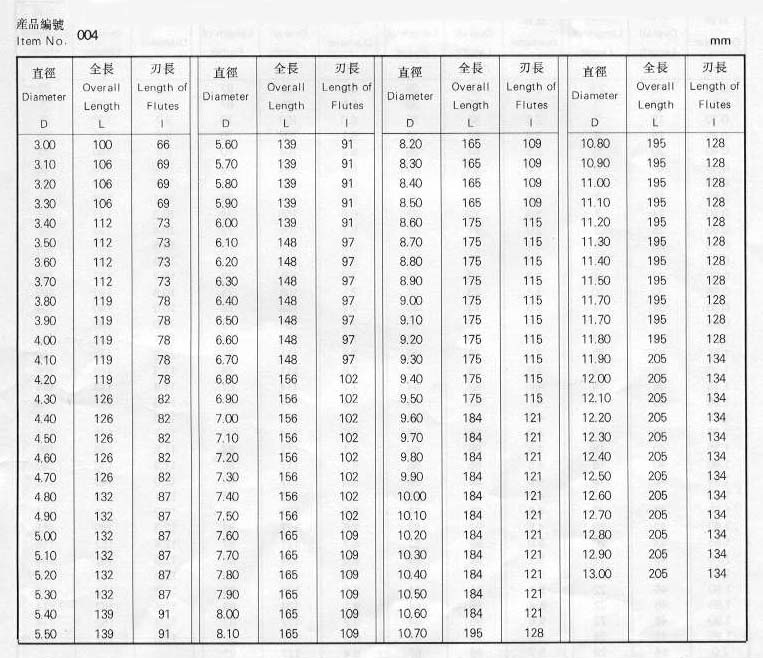 產品編號
Item No. 004
mm
直徑 全長 刃長 直徑 全長 刃長 直徑 全長 刃長 直徑 全長 刃長
Diameter Overall Length Length of Flutes Diameter Overall Length Length of Flutes Diameter Overall Length Length of Flutes Diameter Overall Length Length of Flutes
D L l D L l D L l D L l
3.00 100 66 5.60 139 91 8.20 165 109 10.80 195 128
3.10 106 69 5.70 139 91 8.30 165 109 10.90 195 128
3.20 106 69 5.80 139 91 8.40 165 109 11.00 195 128
3.30 106 69 5.90 139 91 8.50 165 109 11.10 195 128
3.40 112 73 6.00 139 91 8.60 175 115 11.20 195 128
3.50 112 73 6.10 148 97 8.70 175 115 11.30 195 128
3.60 112 73 6.20 148 97 8.80 175 115 11.40 195 128
3.70 112 73 6.30 148 97 8.90 175 115 11.50 195 128
3.80 119 78 6.40 148 97 9.00 175 115 11.70 195 128
3.90 119 78 6.50 148 97 9.10 175 115 11.70 195 128
4.00 119 78 6.60 148 97 9.20 175 115 11.80 195 128
4.10 119 78 6.70 148 97 9.30 175 115 11.90 205 134
4.20 119 78 6.80 156 102 9.40 175 115 12.00 205 134
4.30 126 82 6.90 156 102 9.50 175 115 12.10 205 134
4.40 126 82 7.00 156 102 9.60 184 121 12.20 205 134
4.50 126 82 7.10 156 102 9.70 184 121 12.30 205 134
4.60 126 82 7.20 156 102 9.80 184 121 12.40 205 134
4.70 126 82 7.30 156 102 9.90 184 121 12.50 205 134
4.80 132 87 7.40 156 102 10.00 184 121 12.60 205 134
4.90 132 87 7.50 156 102 10.10 184 121 12.70 205 134
5.00 132 87 7.60 165 109 10.20 184 121 12.80 205 134
5.10 132 87 7.70 165 109 10.30 184 121 12.90 205 134
5.20 132 87 7.80 165 109 10.40 184 121 13.00 205 134
5.30 132 87 7.90 165 109 10.50 184 121
5.40 139 91 8.00 165 109 10.60 184 121
5.50 139 91 8.10 165 109 10.70 195 128